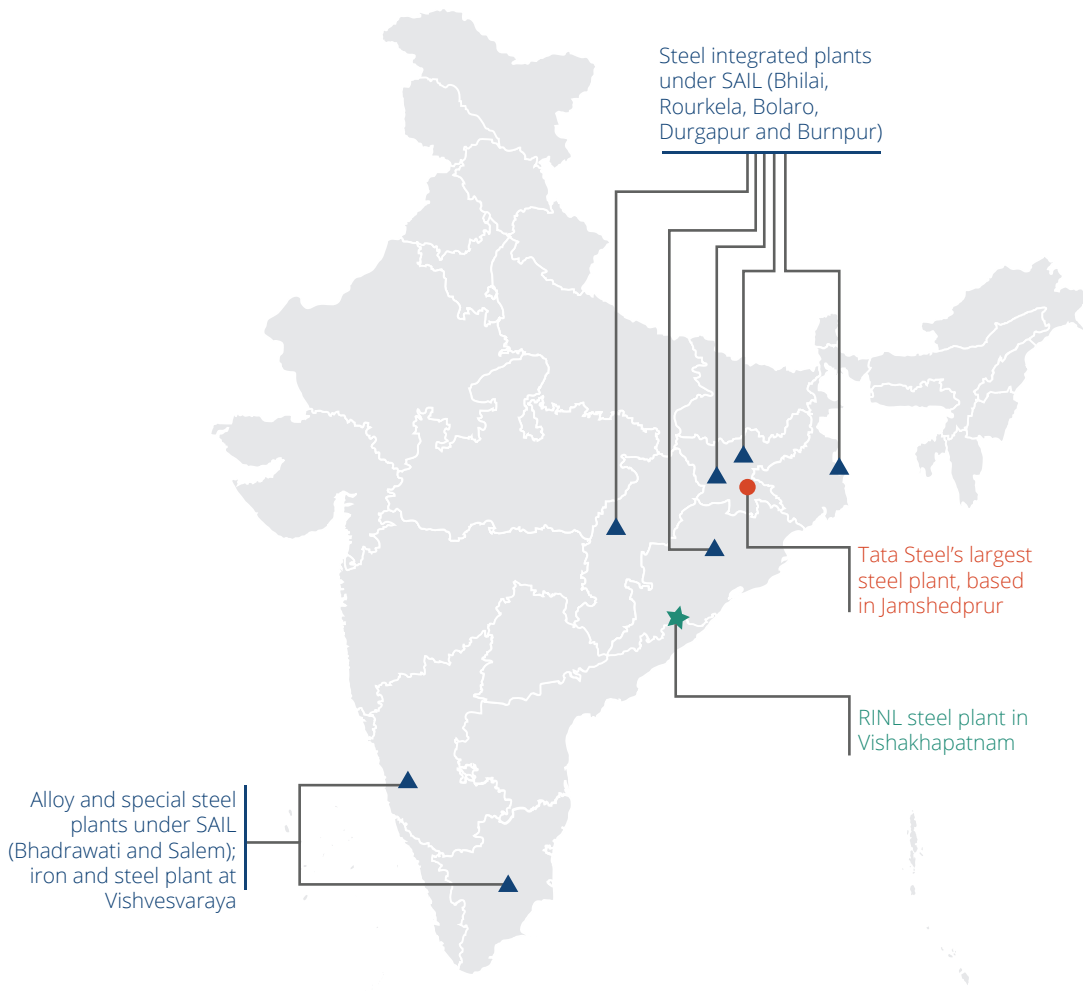 Steel integrated plants
under SAIL (Bhilai,
Rourkela, Bolaro,
Durgapur and Burnpur)
Tata Steel’s largest
steel plant, based
in Jamshedprur
RINL steel plant in
Vishakhapatnam
Alloy and special steel
plants under SAIL
(Bhadrawati and Salem);
iron and steel plant at
Vishvesvaraya